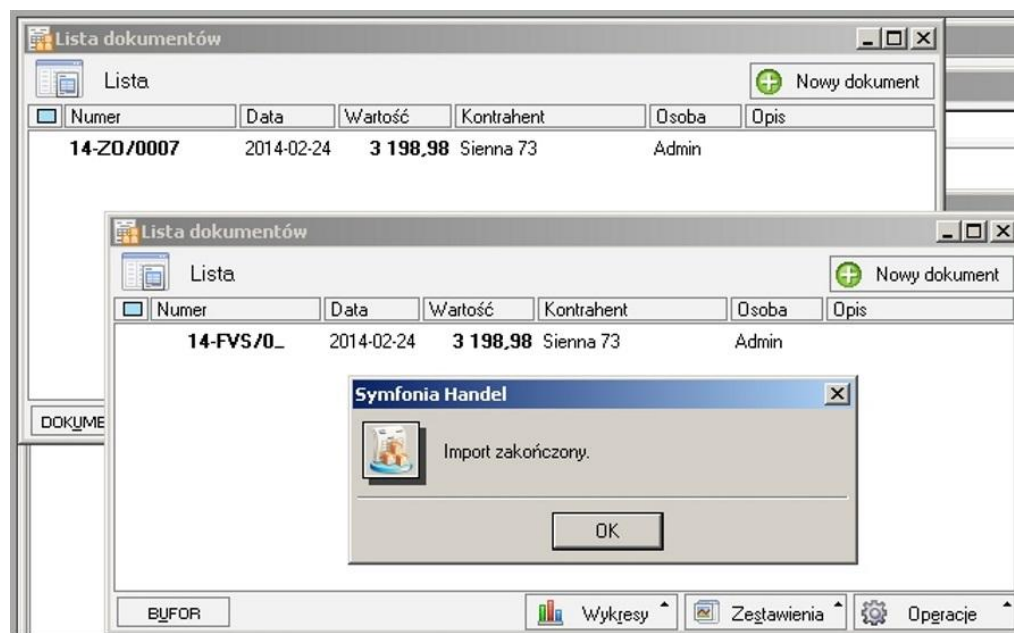 Lista dokumentów
Lista
Nowy dokument
Numer Data Wartość Kontrahent Osoba Opis
14-ZO/0007 2014-02-24 3 198,98 Sienna 73 Admin
Lista dokumentów
Lista
Nowy dokument
Numer Data Wartość Kontrahent Osoba Opis
14-FVS/0_ 2014-02-24 3 198,98 Sienna 73 Admin
Symfonia Handel
DOKUME
Import zakończony.
OK
BUFOR Wykresy Zestawienia Operacje